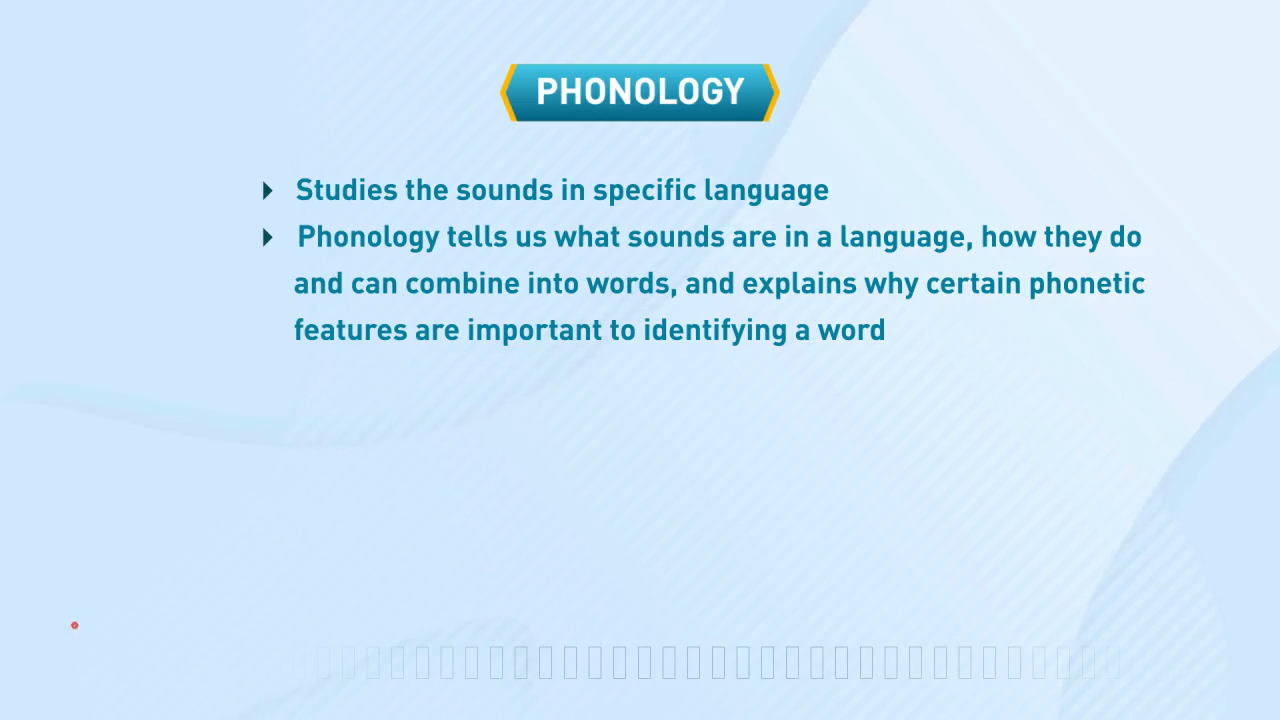 PHONOLOGY
Studies the sounds in specific language
Phonology tells us what sounds are in a language, how they do
and can combine into words, and explains why certain phonetic
features are important to identifying a word